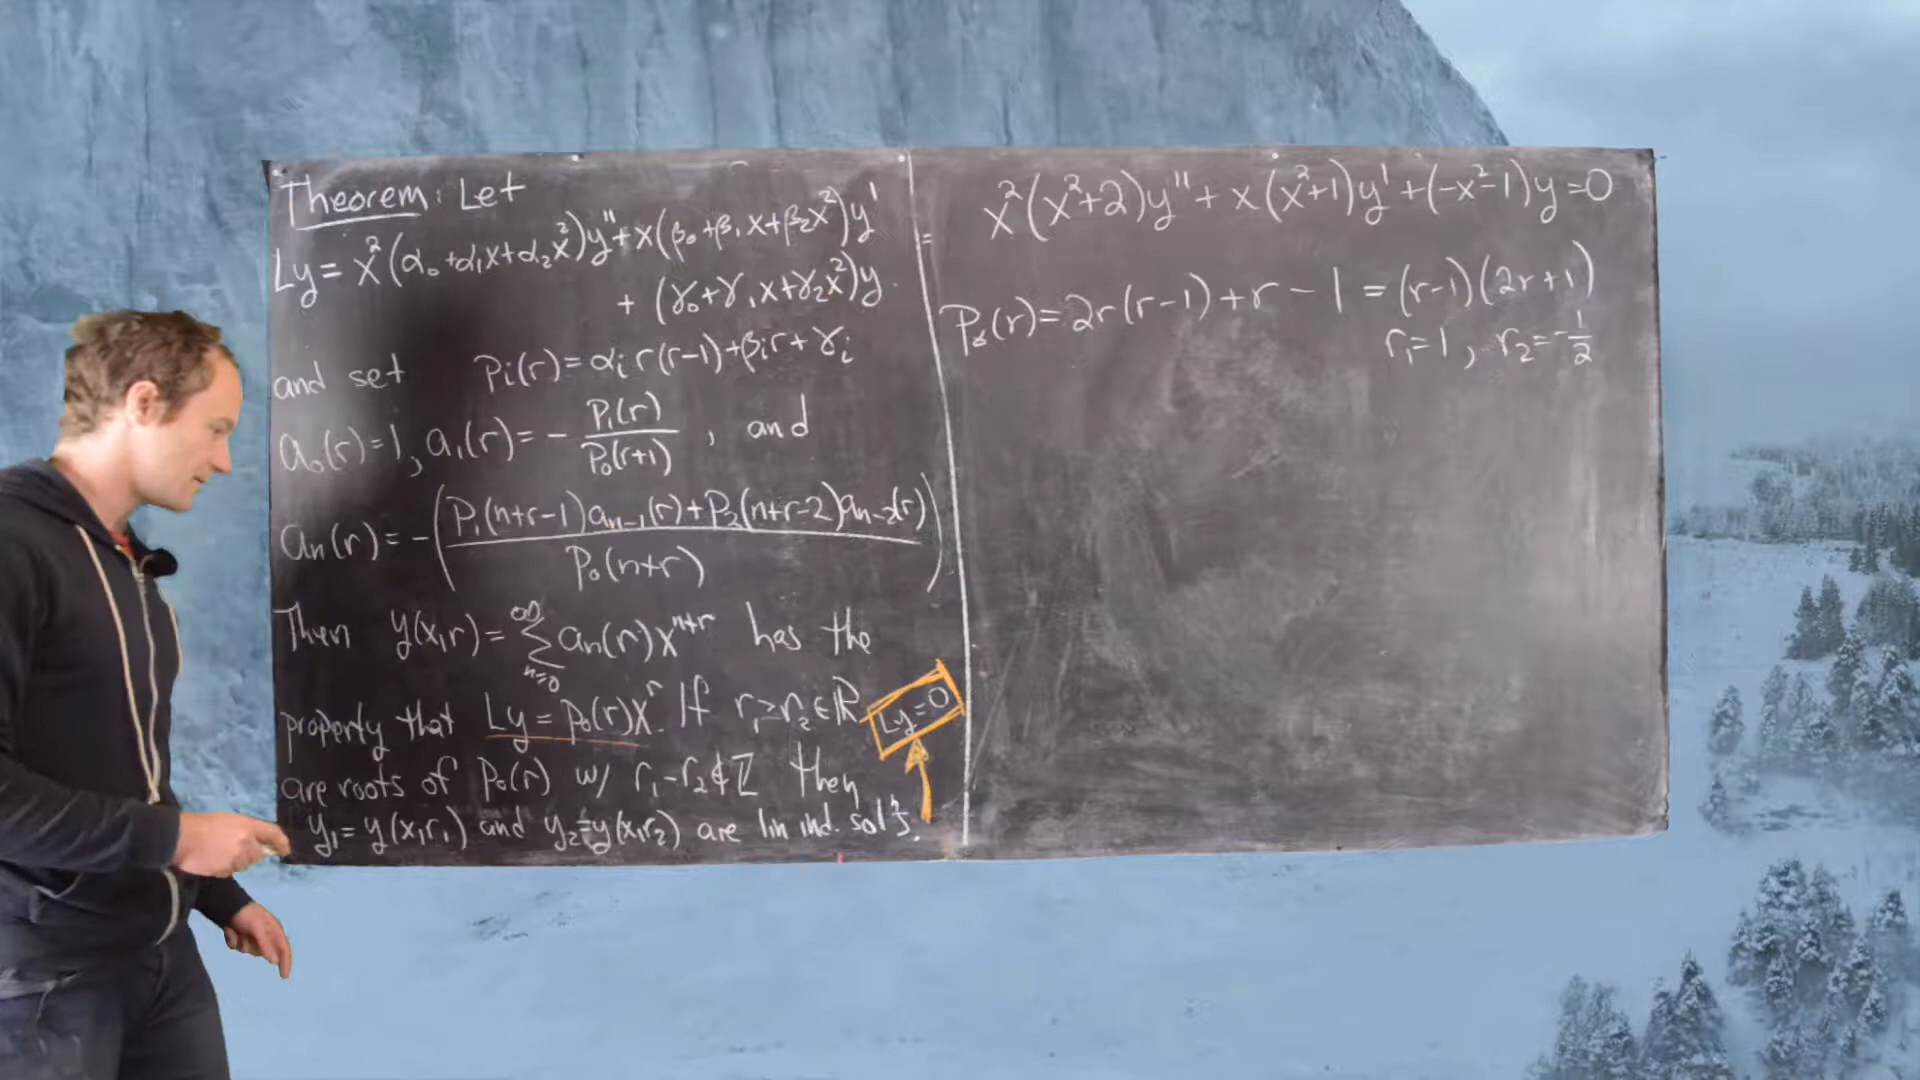 Theorem: Let
Ly = x²(α₀+α₁x+α₂x²)y''+x(β₀+β₁x+β₂x²)y'
+ (γ₀+γ₁x+γ₂x²)y.
and set pᵢ(r)=αᵢr(r-1)+βᵢr+γᵢ
a₀(r)=1, a₁(r)= - P₁(r)/P₀(r+1), and
aₙ(r)=-((P₁(n+r-1)aₙ₋₁(r)+P₂(n+r-2)aₙ₋₂(r))/P₀(n+r))
Then y(x,r)= ∑_{n=0}^{∞} aₙ(r)x^{n+r} has the
property that Ly = p₀(r)x^r. If r₁≥r₂∈ℝ
Ly=0
are roots of p₀(r) w/ r₁-r₂∉ℤ then
y₁=y(x,r₁) and y₂=y(x,r₂) are lin ind. solⁿs.
x²(x²+2)y''+x(x²+1)y'+(-x²-1)y=0
P₀(r)=2r(r-1)+r-1=(r-1)(2r+1)
r₁=1, r₂=-1/2